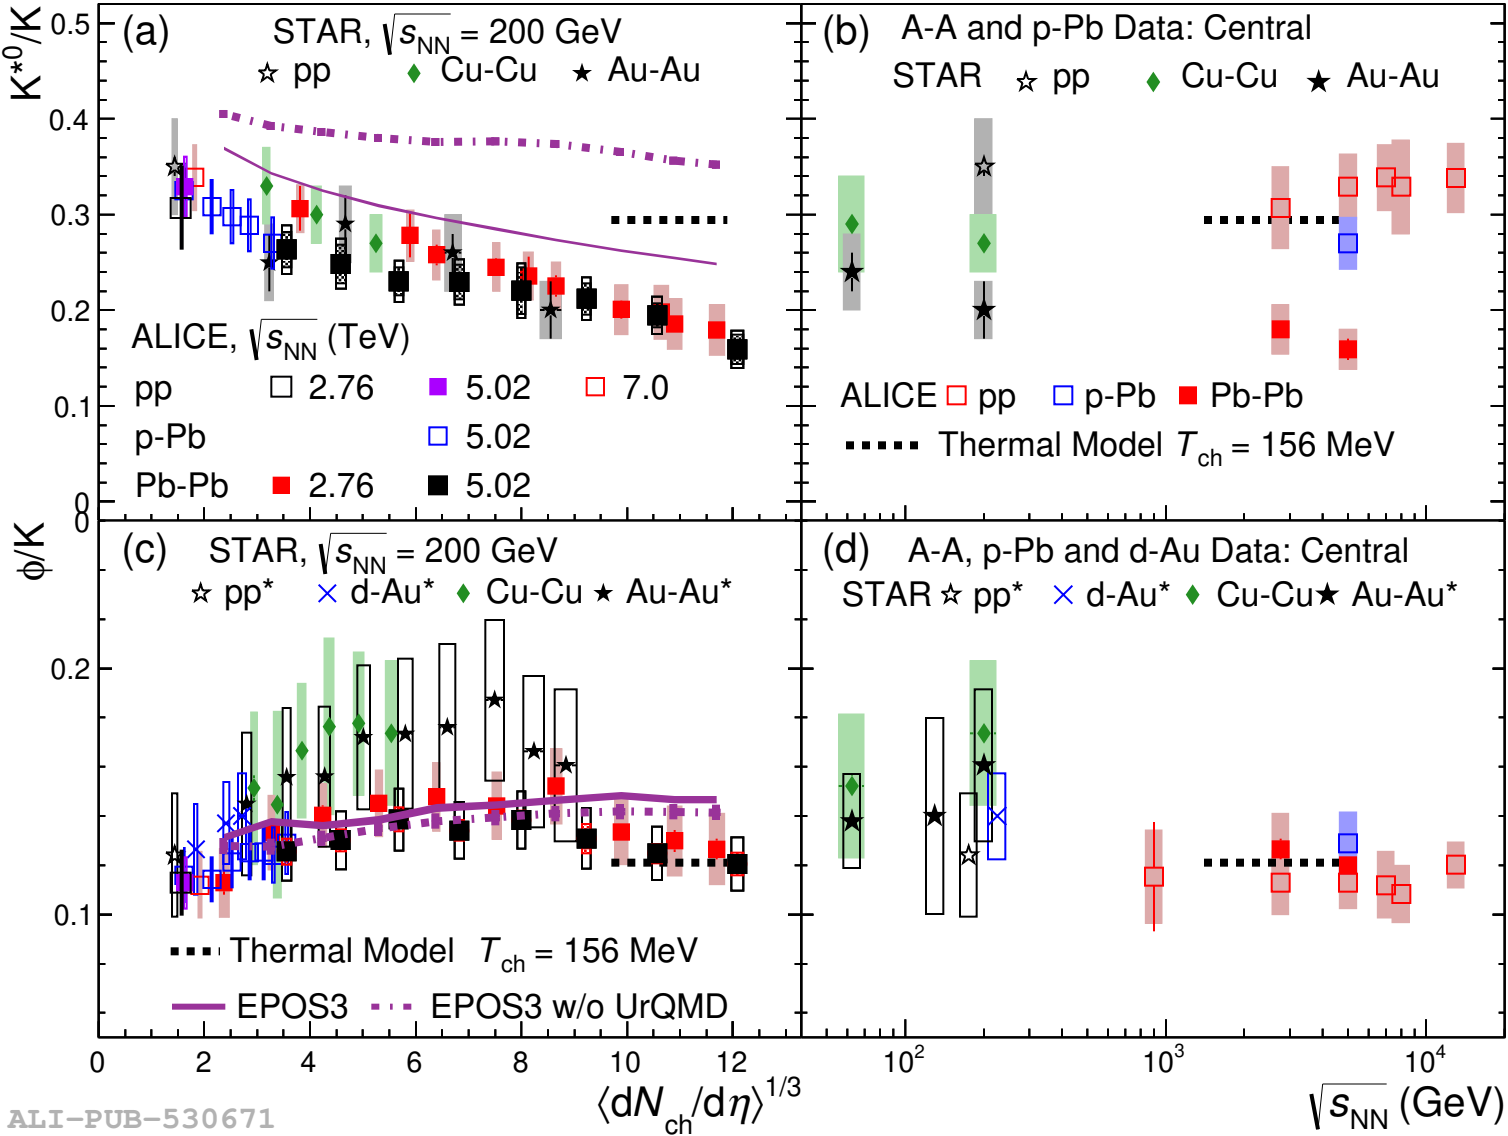 K*0/K
(a) STAR, √sNN = 200 GeV
pp Cu-Cu Au-Au
0.5
0.4
0.3
0.2
0.1
0
ALICE, √sNN (TeV)
pp 2.76 5.02 7.0
p-Pb 5.02
Pb-Pb 2.76 5.02
(b) A-A and p-Pb Data: Central
STAR pp Cu-Cu Au-Au
ALICE pp p-Pb Pb-Pb
Thermal Model Tch = 156 MeV
ϕ/K
(c) STAR, √sNN = 200 GeV
pp* d-Au* Cu-Cu Au-Au*
0
0.2
0.1
Thermal Model Tch = 156 MeV
EPOS3 EPOS3 w/o UrQMD
0 2 4 6 8 10 12
⟨dNch/dη⟩1/3
(d) A-A, p-Pb and d-Au Data: Central
STAR pp* d-Au* Cu-Cu Au-Au*
10² 10³ 10⁴
√sNN (GeV)
ALI-PUB-530671